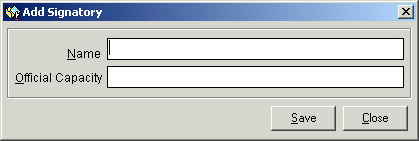 Add Signatory
Name
Official Capacity
Save Close